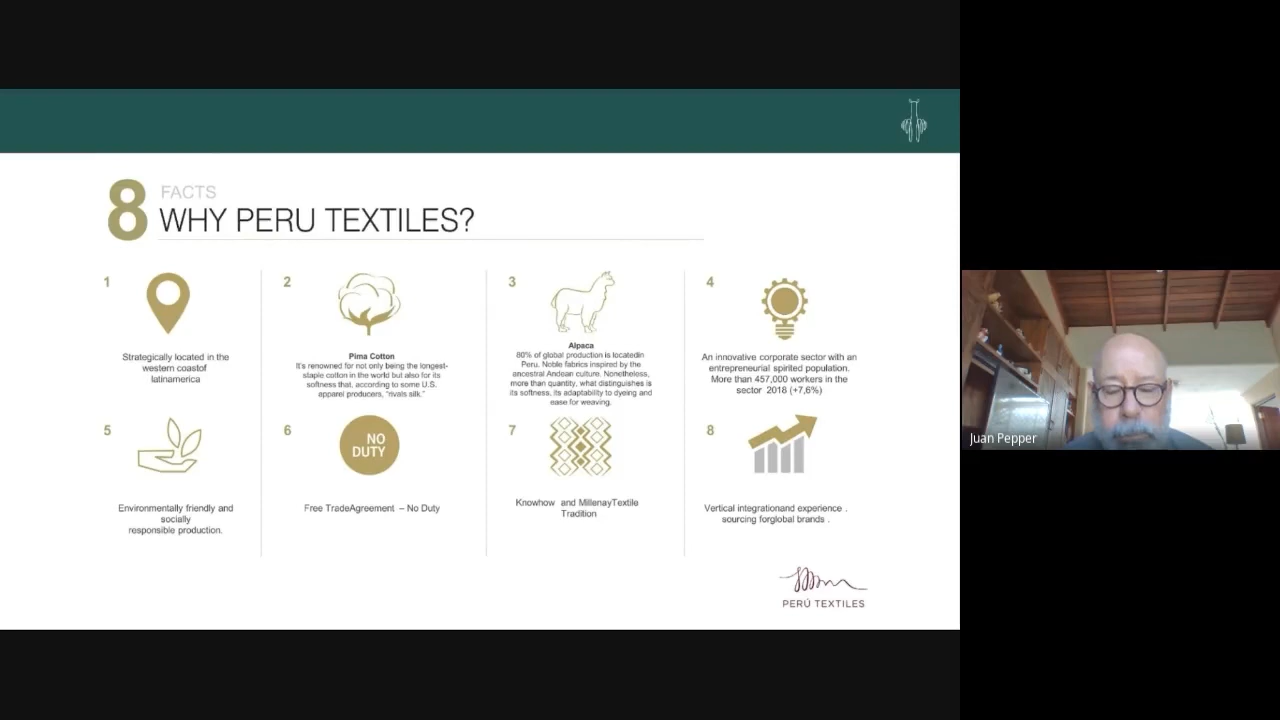 8
FACTS
WHY PERU TEXTILES?
1
Strategically located in the
western coastof
latinamerica
2
Pima Cotton
It's renowned for not only being the longest-
staple cotton in the world but also for its
softness that, according to some U.S.
apparel producers, "rivals silk."
3
Alpaca
80% of global production is locatedin
Peru. Noble fabrics inspired by the
ancestral Andean culture. Nonetheless,
more than quantity, what distinguishes is
its softness, its adaptability to dyeing and
ease for weaving.
4
An innovative corporate sector with an
entrepreneurial spirited population.
More than 457,000 workers in the
sector 2018 (+7,6%)
5
Environmentally friendly and
socially
responsible production.
6
NO
DUTY
Free TradeAgreement – No Duty
7
Knowhow and MillenayTextile
Tradition
8
Vertical integrationand experience .
sourcing forglobal brands .
PERÚ TEXTILES
Juan Pepper